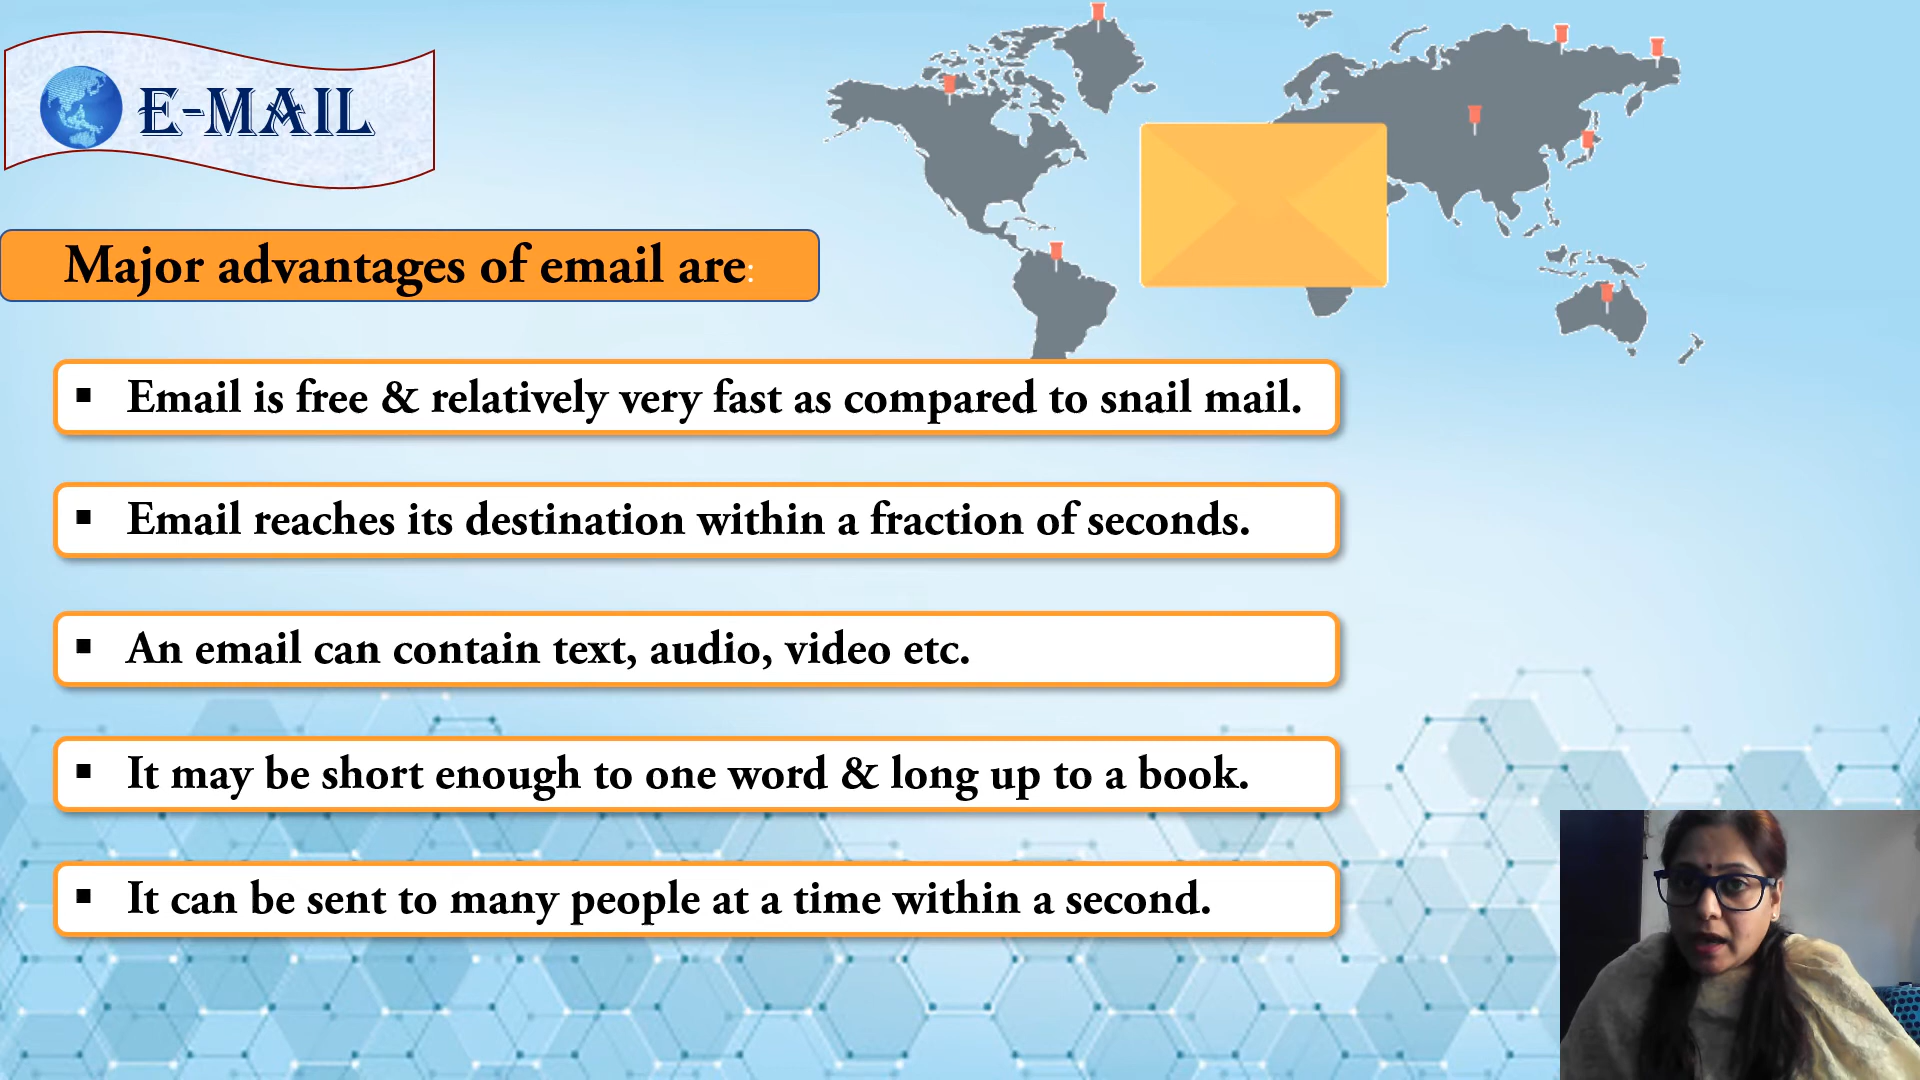 E-MAIL
Major advantages of email are:
▪ Email is free & relatively very fast as compared to snail mail.
▪ Email reaches its destination within a fraction of seconds.
▪ An email can contain text, audio, video etc.
▪ It may be short enough to one word & long up to a book.
▪ It can be sent to many people at a time within a second.